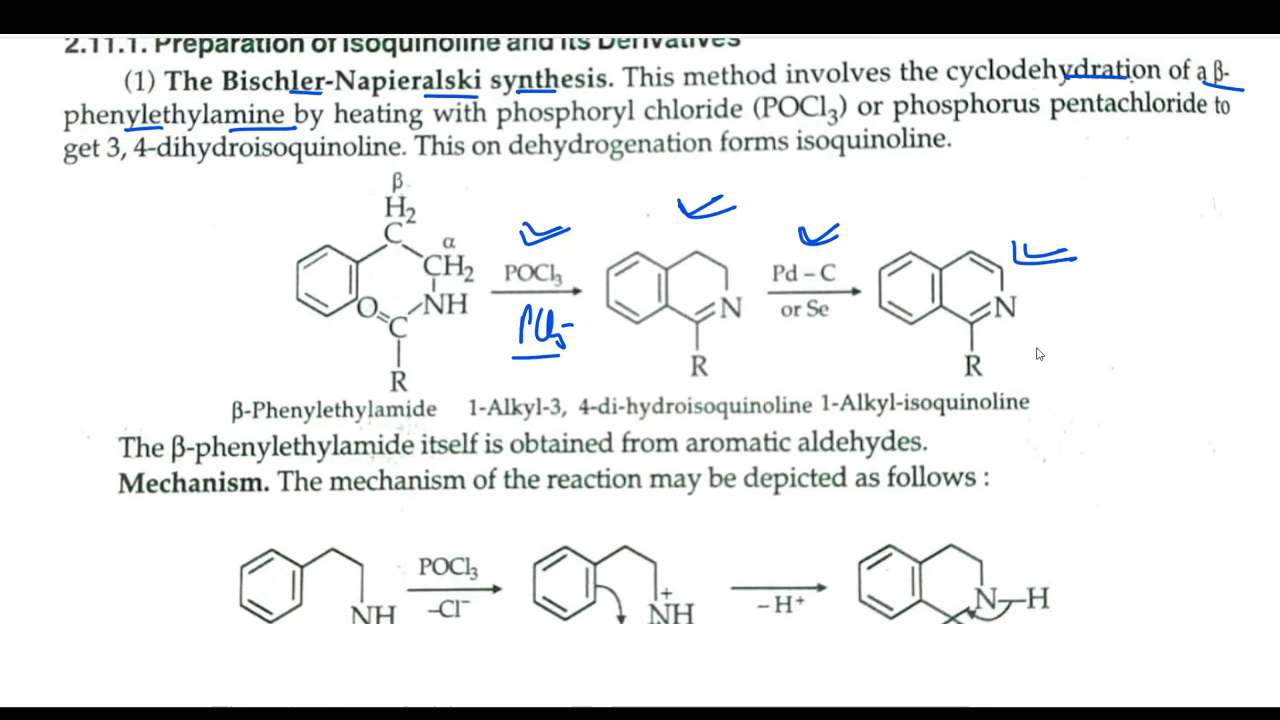 2.11.1. Preparation of Isoquinoline and its Derivatives
(1) The Bischler-Napieralski synthesis. This method involves the cyclodehydration of a β-
phenylethylamine by heating with phosphoryl chloride (POCl₃) or phosphorus pentachloride to
get 3, 4-dihydroisoquinoline. This on dehydrogenation forms isoquinoline.
β
H₂
C
α
CH₂
NH
O
C
R
POCl₃
PCl₅
N
R
Pd – C
or Se
N
R
β-Phenylethylamide 1-Alkyl-3, 4-di-hydroisoquinoline 1-Alkyl-isoquinoline
The β-phenylethylamide itself is obtained from aromatic aldehydes.
Mechanism. The mechanism of the reaction may be depicted as follows :
NH
POCl₃
–Cl⁻
+
NH
– H⁺
N–H